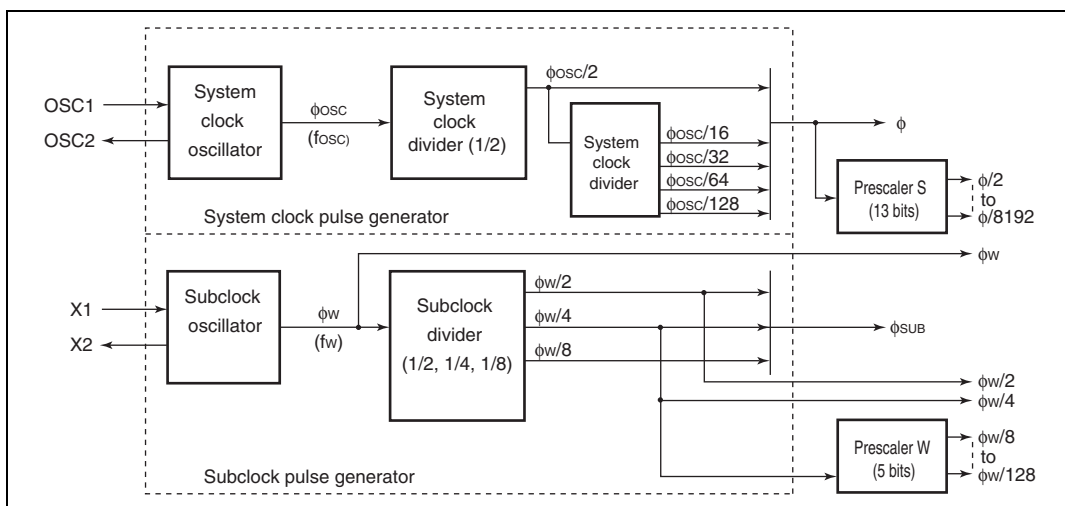 OSC1
OSC2
System
clock
oscillator
φOSC
(fOSC)
System
clock
divider (1/2)
φOSC/2
System
clock
divider
φOSC/16
φOSC/32
φOSC/64
φOSC/128
φ
Prescaler S
(13 bits)
φ/2
to
φ/8192
System clock pulse generator
X1
X2
Subclock
oscillator
φW
(fW)
Subclock
divider
(1/2, 1/4, 1/8)
φW/2
φW/4
φW/8
φW
φSUB
φW/2
φW/4
Prescaler W
(5 bits)
φW/8
to
φW/128
Subclock pulse generator